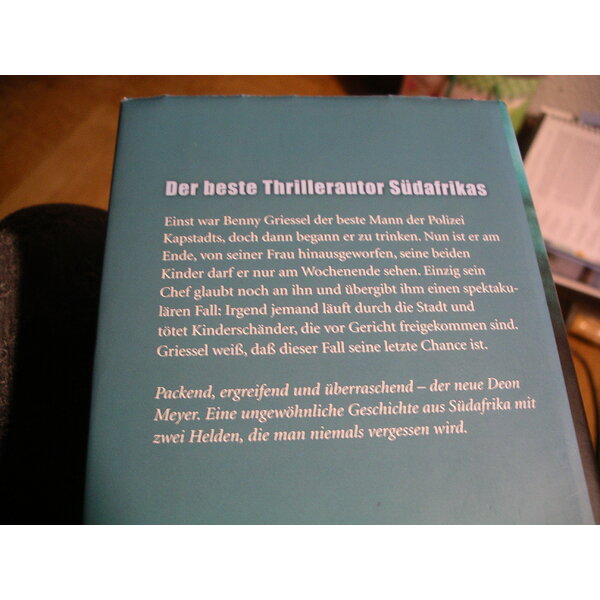 Der beste Thrillerautor Südafrikas
Einst war Benny Griessel der beste Mann der Polizei
Kapstadts, doch dann begann er zu trinken. Nun ist er am
Ende, von seiner Frau hinausgeworfen, seine beiden
Kinder darf er nur am Wochenende sehen. Einzig sein
Chef glaubt noch an ihn und übergibt ihm einen spektaku-
lären Fall: Irgend jemand läuft durch die Stadt und
tötet Kinderschänder, die vor Gericht freigekommen sind.
Griessel weiß, daß dieser Fall seine letzte Chance ist.
Packend, ergreifend und überraschend – der neue Deon
Meyer. Eine ungewöhnliche Geschichte aus Südafrika mit
zwei Helden, die man niemals vergessen wird.